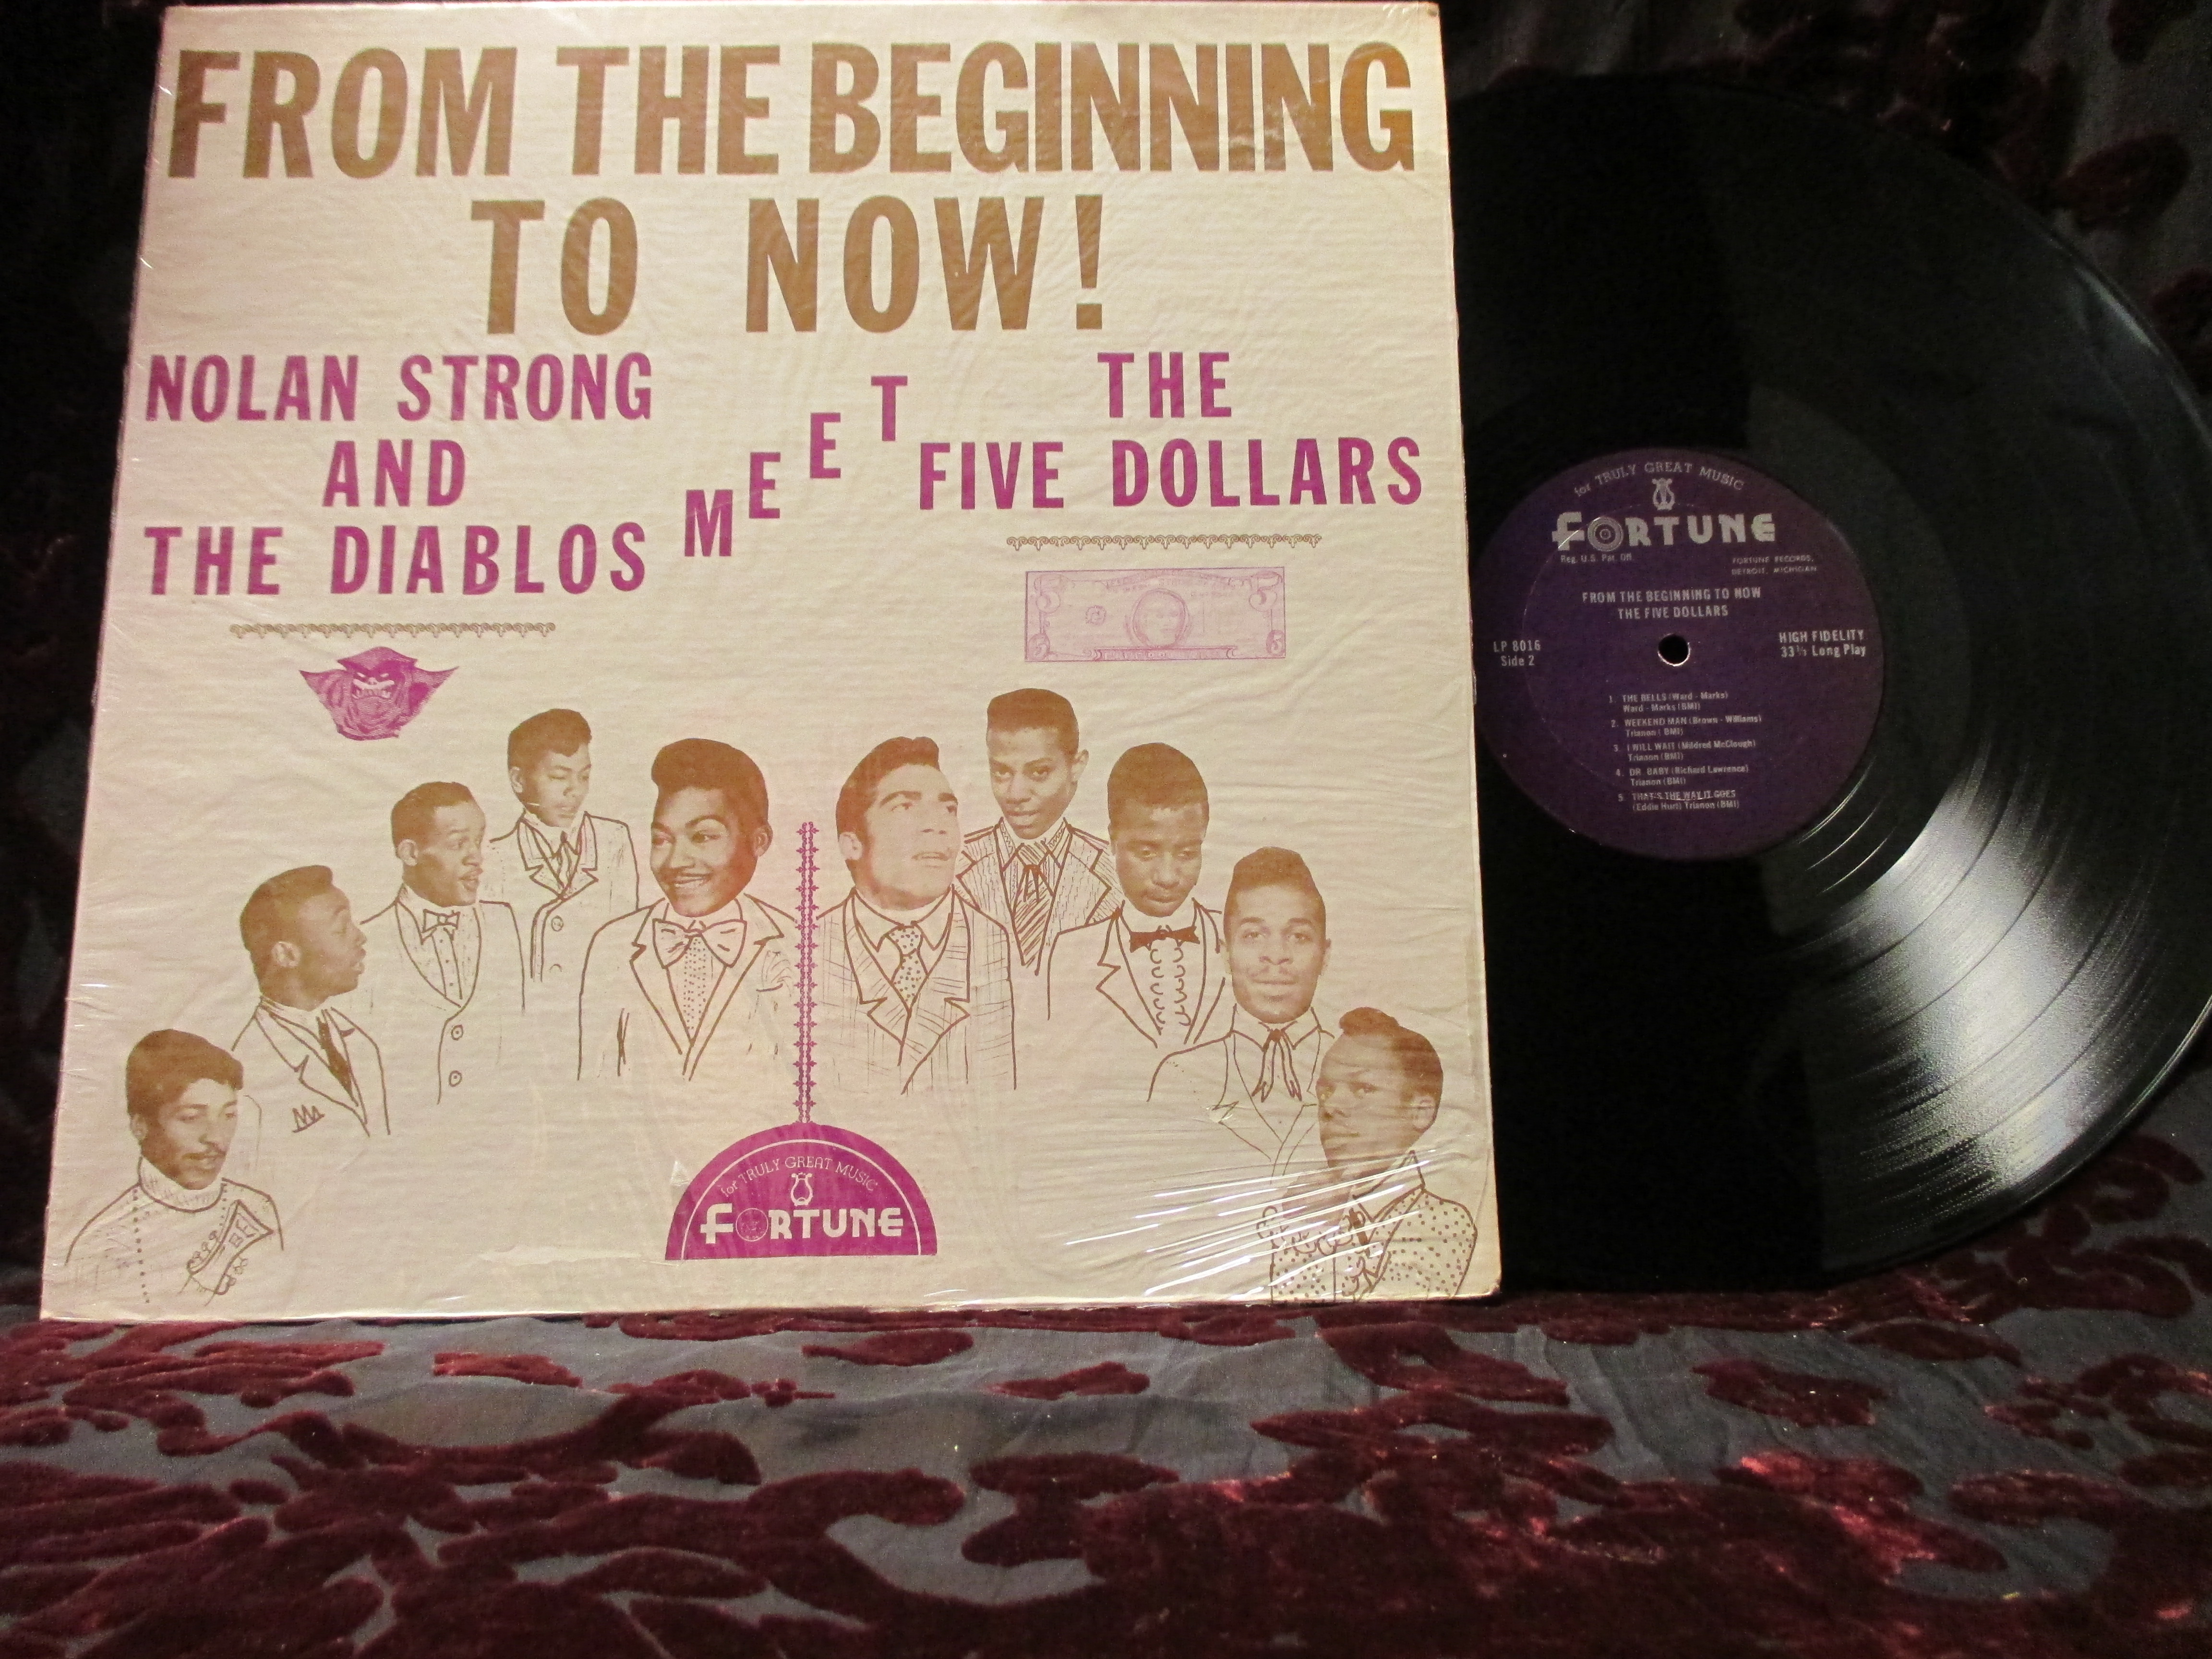 FROM THE BEGINNING
TO NOW!
NOLAN STRONG
AND
THE DIABLOS
MEET
THE
FIVE DOLLARS
5
5
for TRULY GREAT MUSIC
FORTUNE
for TRULY GREAT MUSIC
FORTUNE
Reg. U.S. Pat. Off.
FORTUNE RECORDS,
DETROIT, MICHIGAN
FROM THE BEGINNING TO NOW
THE FIVE DOLLARS
LP 8016
Side 2
HIGH FIDELITY
33⅓ Long Play
1. THE BELLS (Ward - Marks)
Ward - Marks (BMI)
2. WEEKEND MAN (Brown - Williams)
Trianon (BMI)
3. I WILL WAIT (Mildred McClough)
Trianon (BMI)
4. DR. BABY (Richard Lawrence)
Trianon (BMI)
5. THAT'S THE WAY IT GOES
(Eddie Hurt) Trianon (BMI)